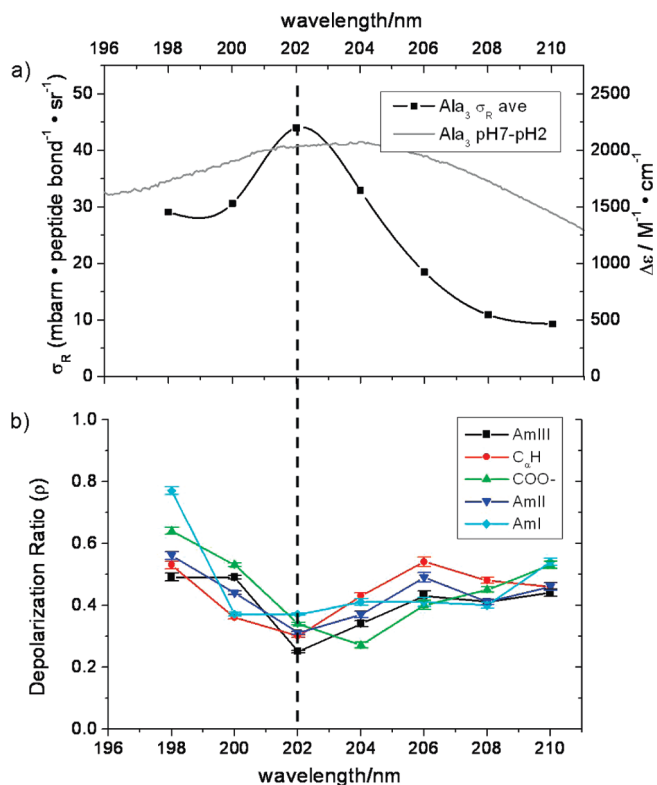 wavelength/nm
196 198 200 202 204 206 208 210
a)
σR (mbarn • peptide bond-1 • sr-1)
55
50
40
30
20
10
0
Ala3 σR ave
Ala3 pH7-pH2
2500
2000
1500
1000
500
0
Δε / M-1 • cm-1
b)
Depolarization Ratio (ρ)
1.0
0.8
0.6
0.4
0.2
0.0
AmIII
CαH
COO-
AmII
AmI
196 198 200 202 204 206 208 210
wavelength/nm